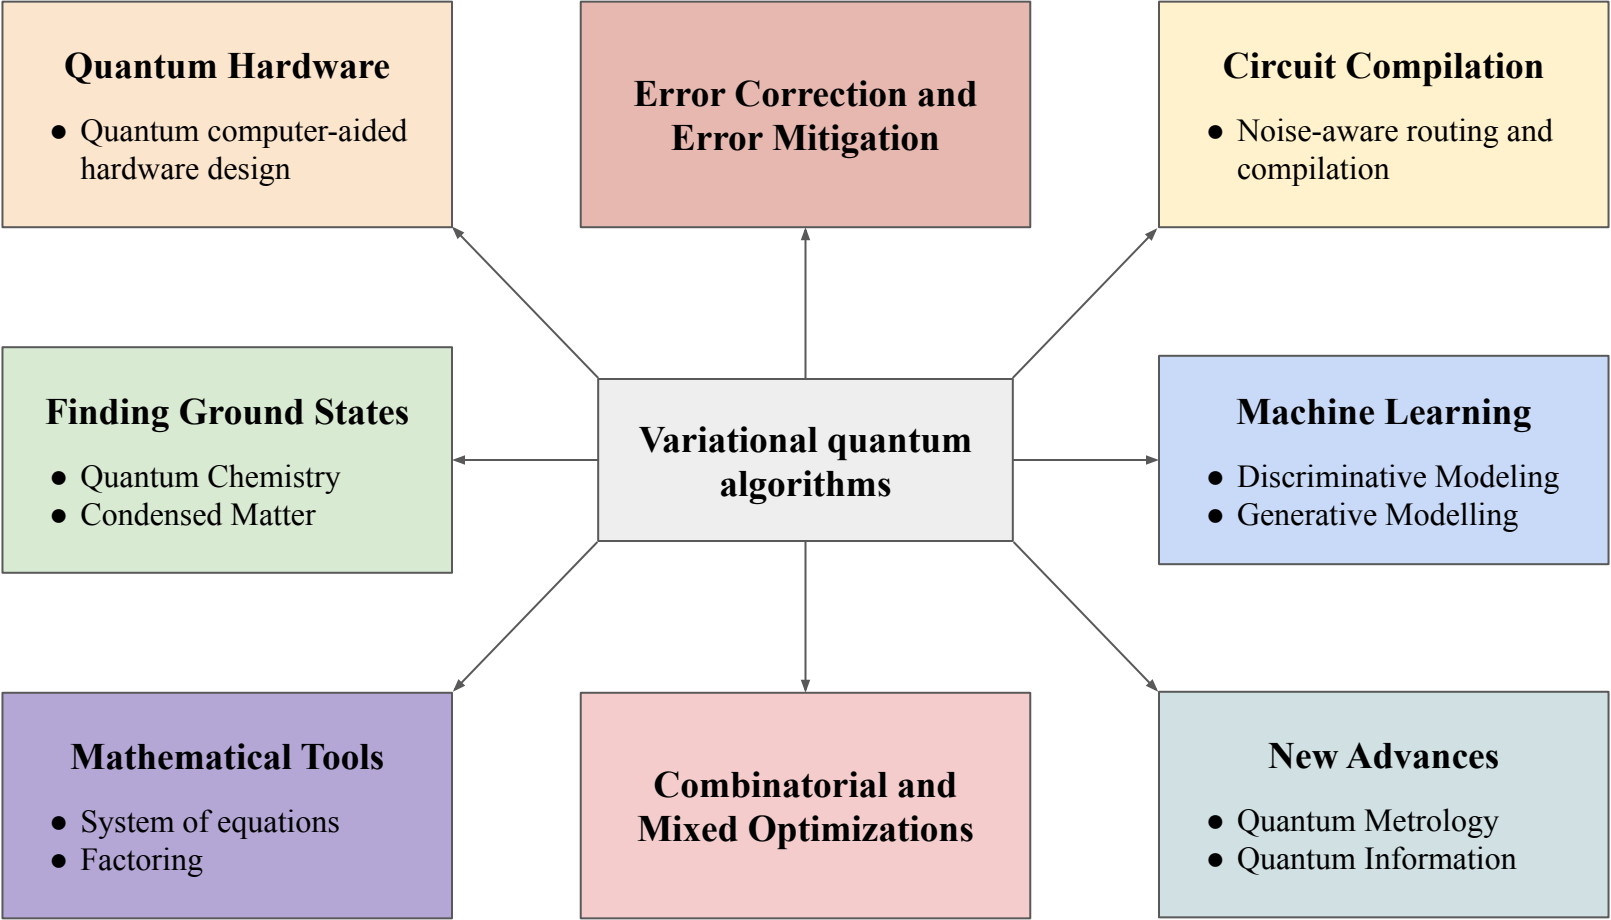 Quantum Hardware
● Quantum computer-aided
hardware design
Error Correction and
Error Mitigation
Circuit Compilation
● Noise-aware routing and
compilation
Finding Ground States
● Quantum Chemistry
● Condensed Matter
Variational quantum
algorithms
Machine Learning
● Discriminative Modeling
● Generative Modelling
Mathematical Tools
● System of equations
● Factoring
Combinatorial and
Mixed Optimizations
New Advances
● Quantum Metrology
● Quantum Information